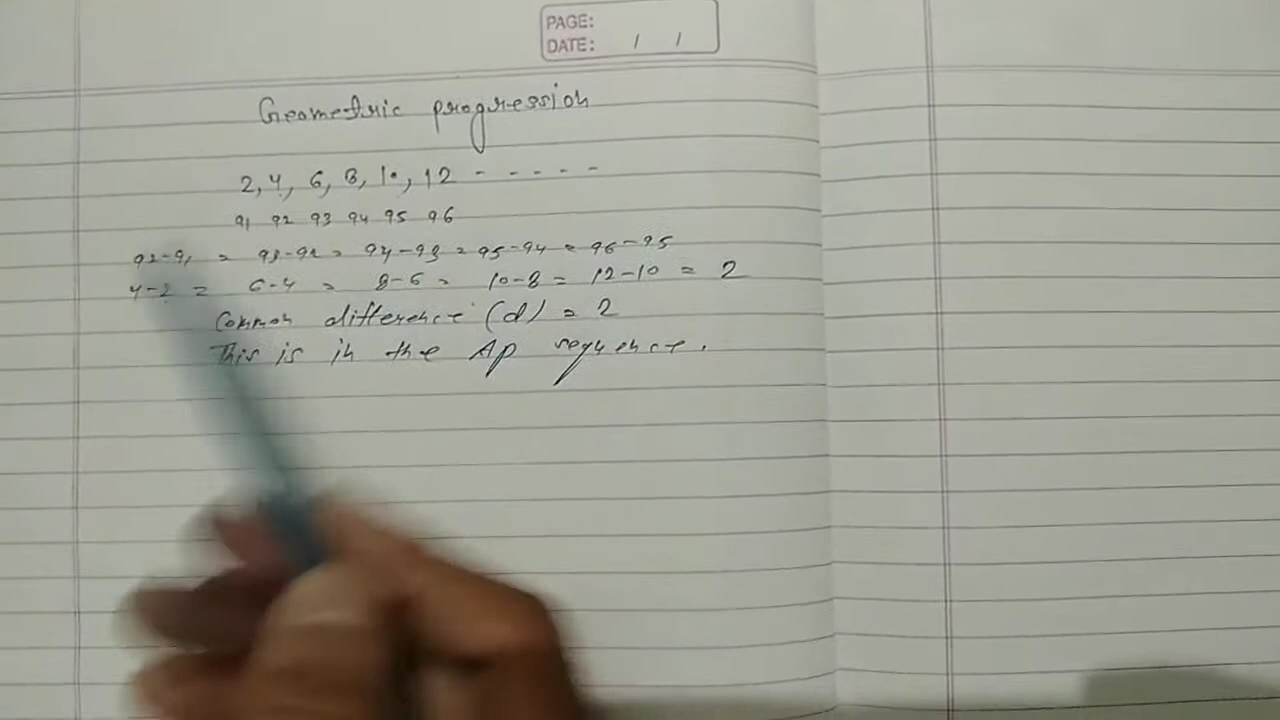 PAGE:
DATE: / /
Geometric progression
2, 4, 6, 8, 10, 12 - - - - -
a1 a2 a3 a4 a5 a6
a2-a1 = a3-a2 = a4-a3 = a5-a4 = a6-a5
4-2 = 6-4 = 8-6 = 10-8 = 12-10 = 2
Common difference (d) = 2
This is in the Ap sequence.